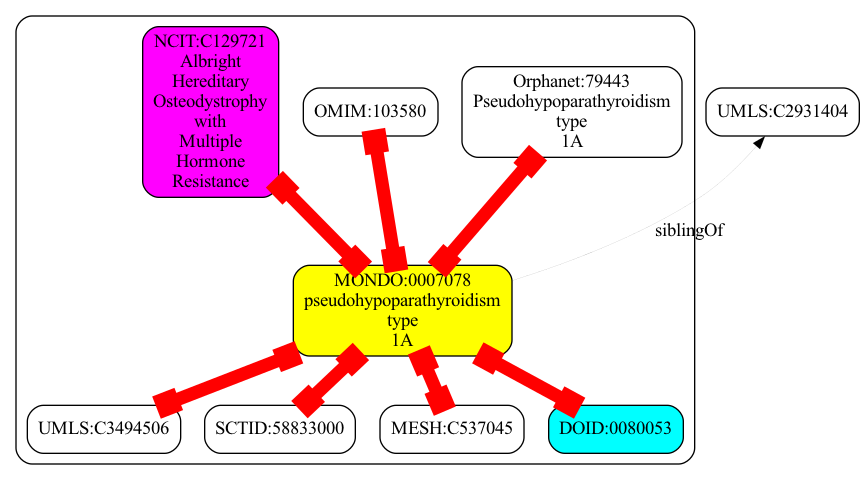 NCIT:C129721
Albright
Hereditary
Osteodystrophy
with
Multiple
Hormone
Resistance
OMIM:103580
Orphanet:79443
Pseudohypoparathyroidism
type
1A
UMLS:C2931404
siblingOf
MONDO:0007078
pseudohypoparathyroidism
type
1A
UMLS:C3494506
SCTID:58833000
MESH:C537045
DOID:0080053